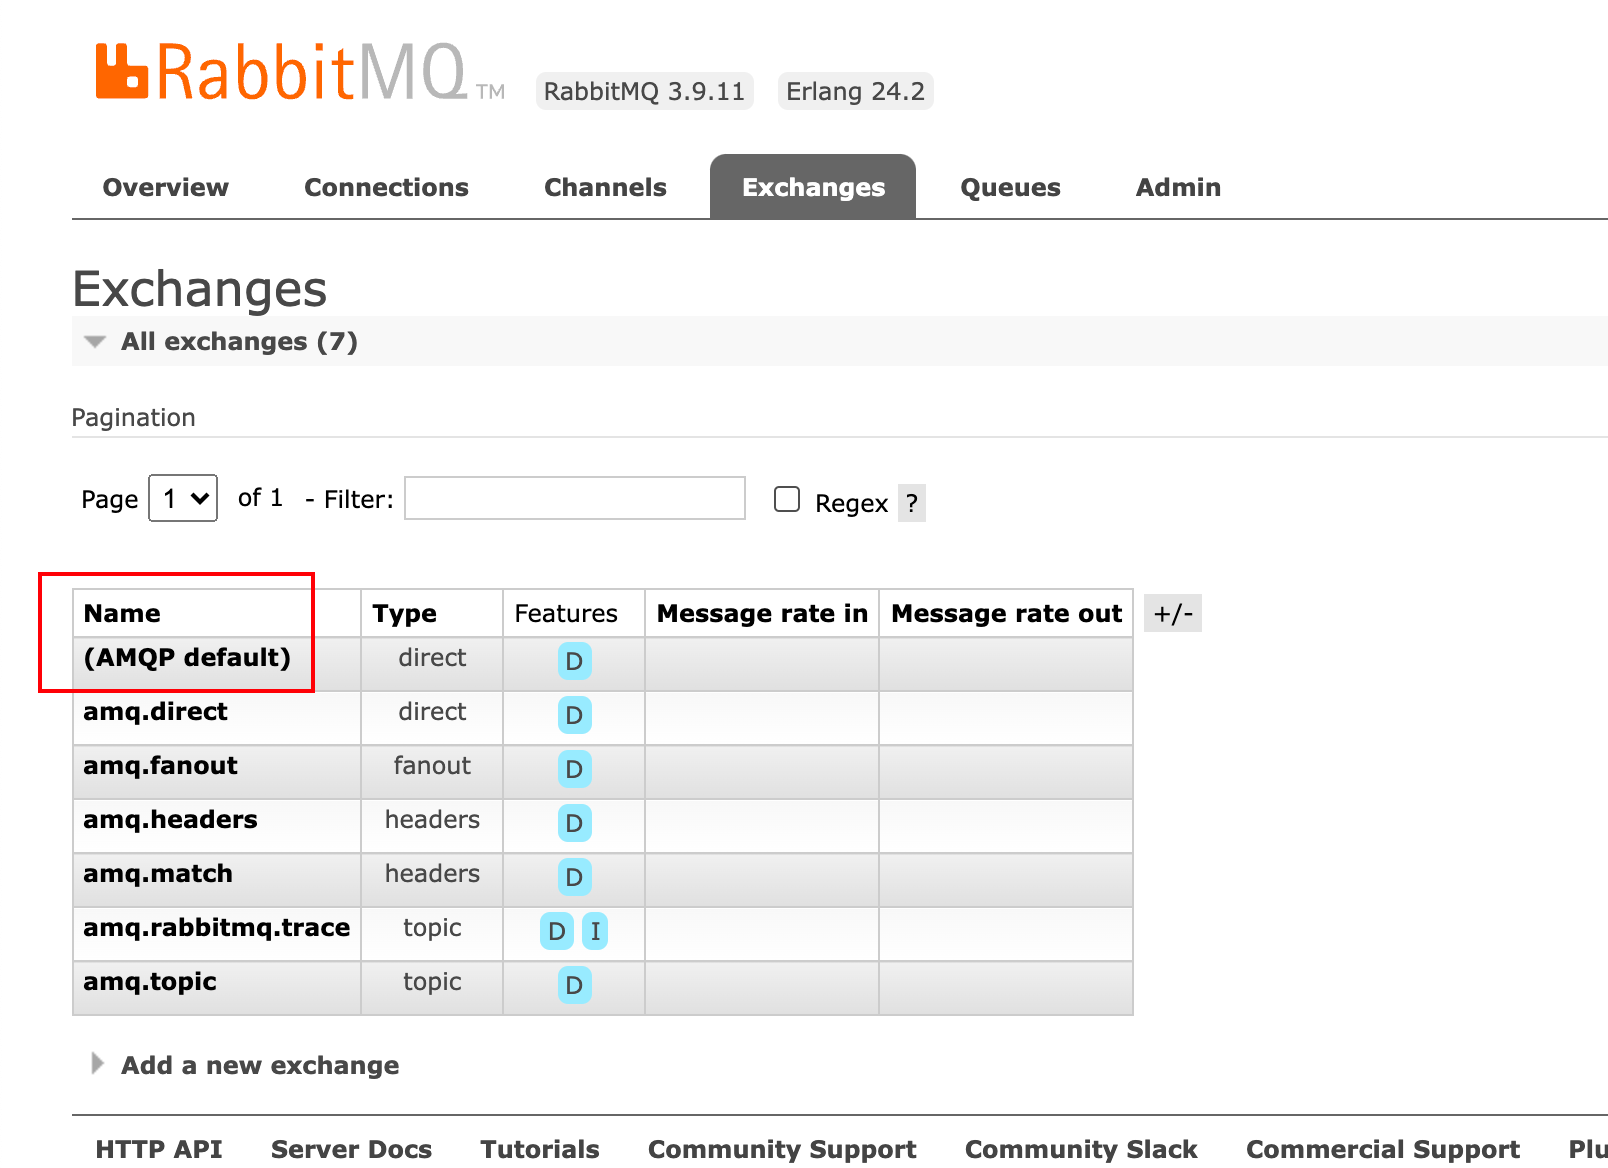 RabbitMQ TM RabbitMQ 3.9.11 Erlang 24.2
Overview Connections Channels Exchanges Queues Admin
Exchanges
All exchanges (7)
Pagination
Page 1 of 1 - Filter: Regex ?
Name Type Features Message rate in Message rate out +/-
(AMQP default) direct D
amq.direct direct D
amq.fanout fanout D
amq.headers headers D
amq.match headers D
amq.rabbitmq.trace topic D I
amq.topic topic D
Add a new exchange
HTTP API Server Docs Tutorials Community Support Community Slack Commercial Support